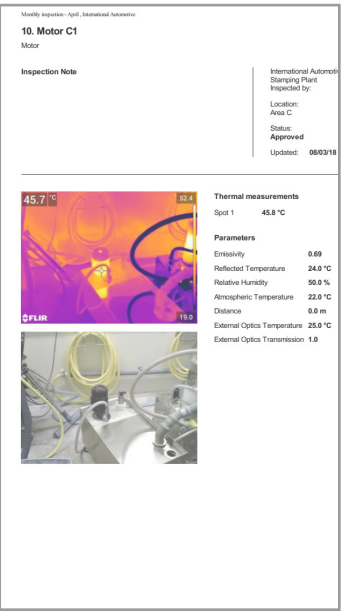 Monthly inspection - April , International Automotive
10. Motor C1
Motor
Inspection Note
International Automotiv
Stamping Plant
Inspected by:
Location:
Area C
Status:
Approved
Updated: 08/03/18
45.7 °C
52.4
19.0
FLIR
Thermal measurements
Spot 1 45.8 °C
Parameters
Emissivity 0.69
Reflected Temperature 24.0 °C
Relative Humidity 50.0 %
Atmospheric Temperature 22.0 °C
Distance 0.0 m
External Optics Temperature 25.0 °C
External Optics Transmission 1.0